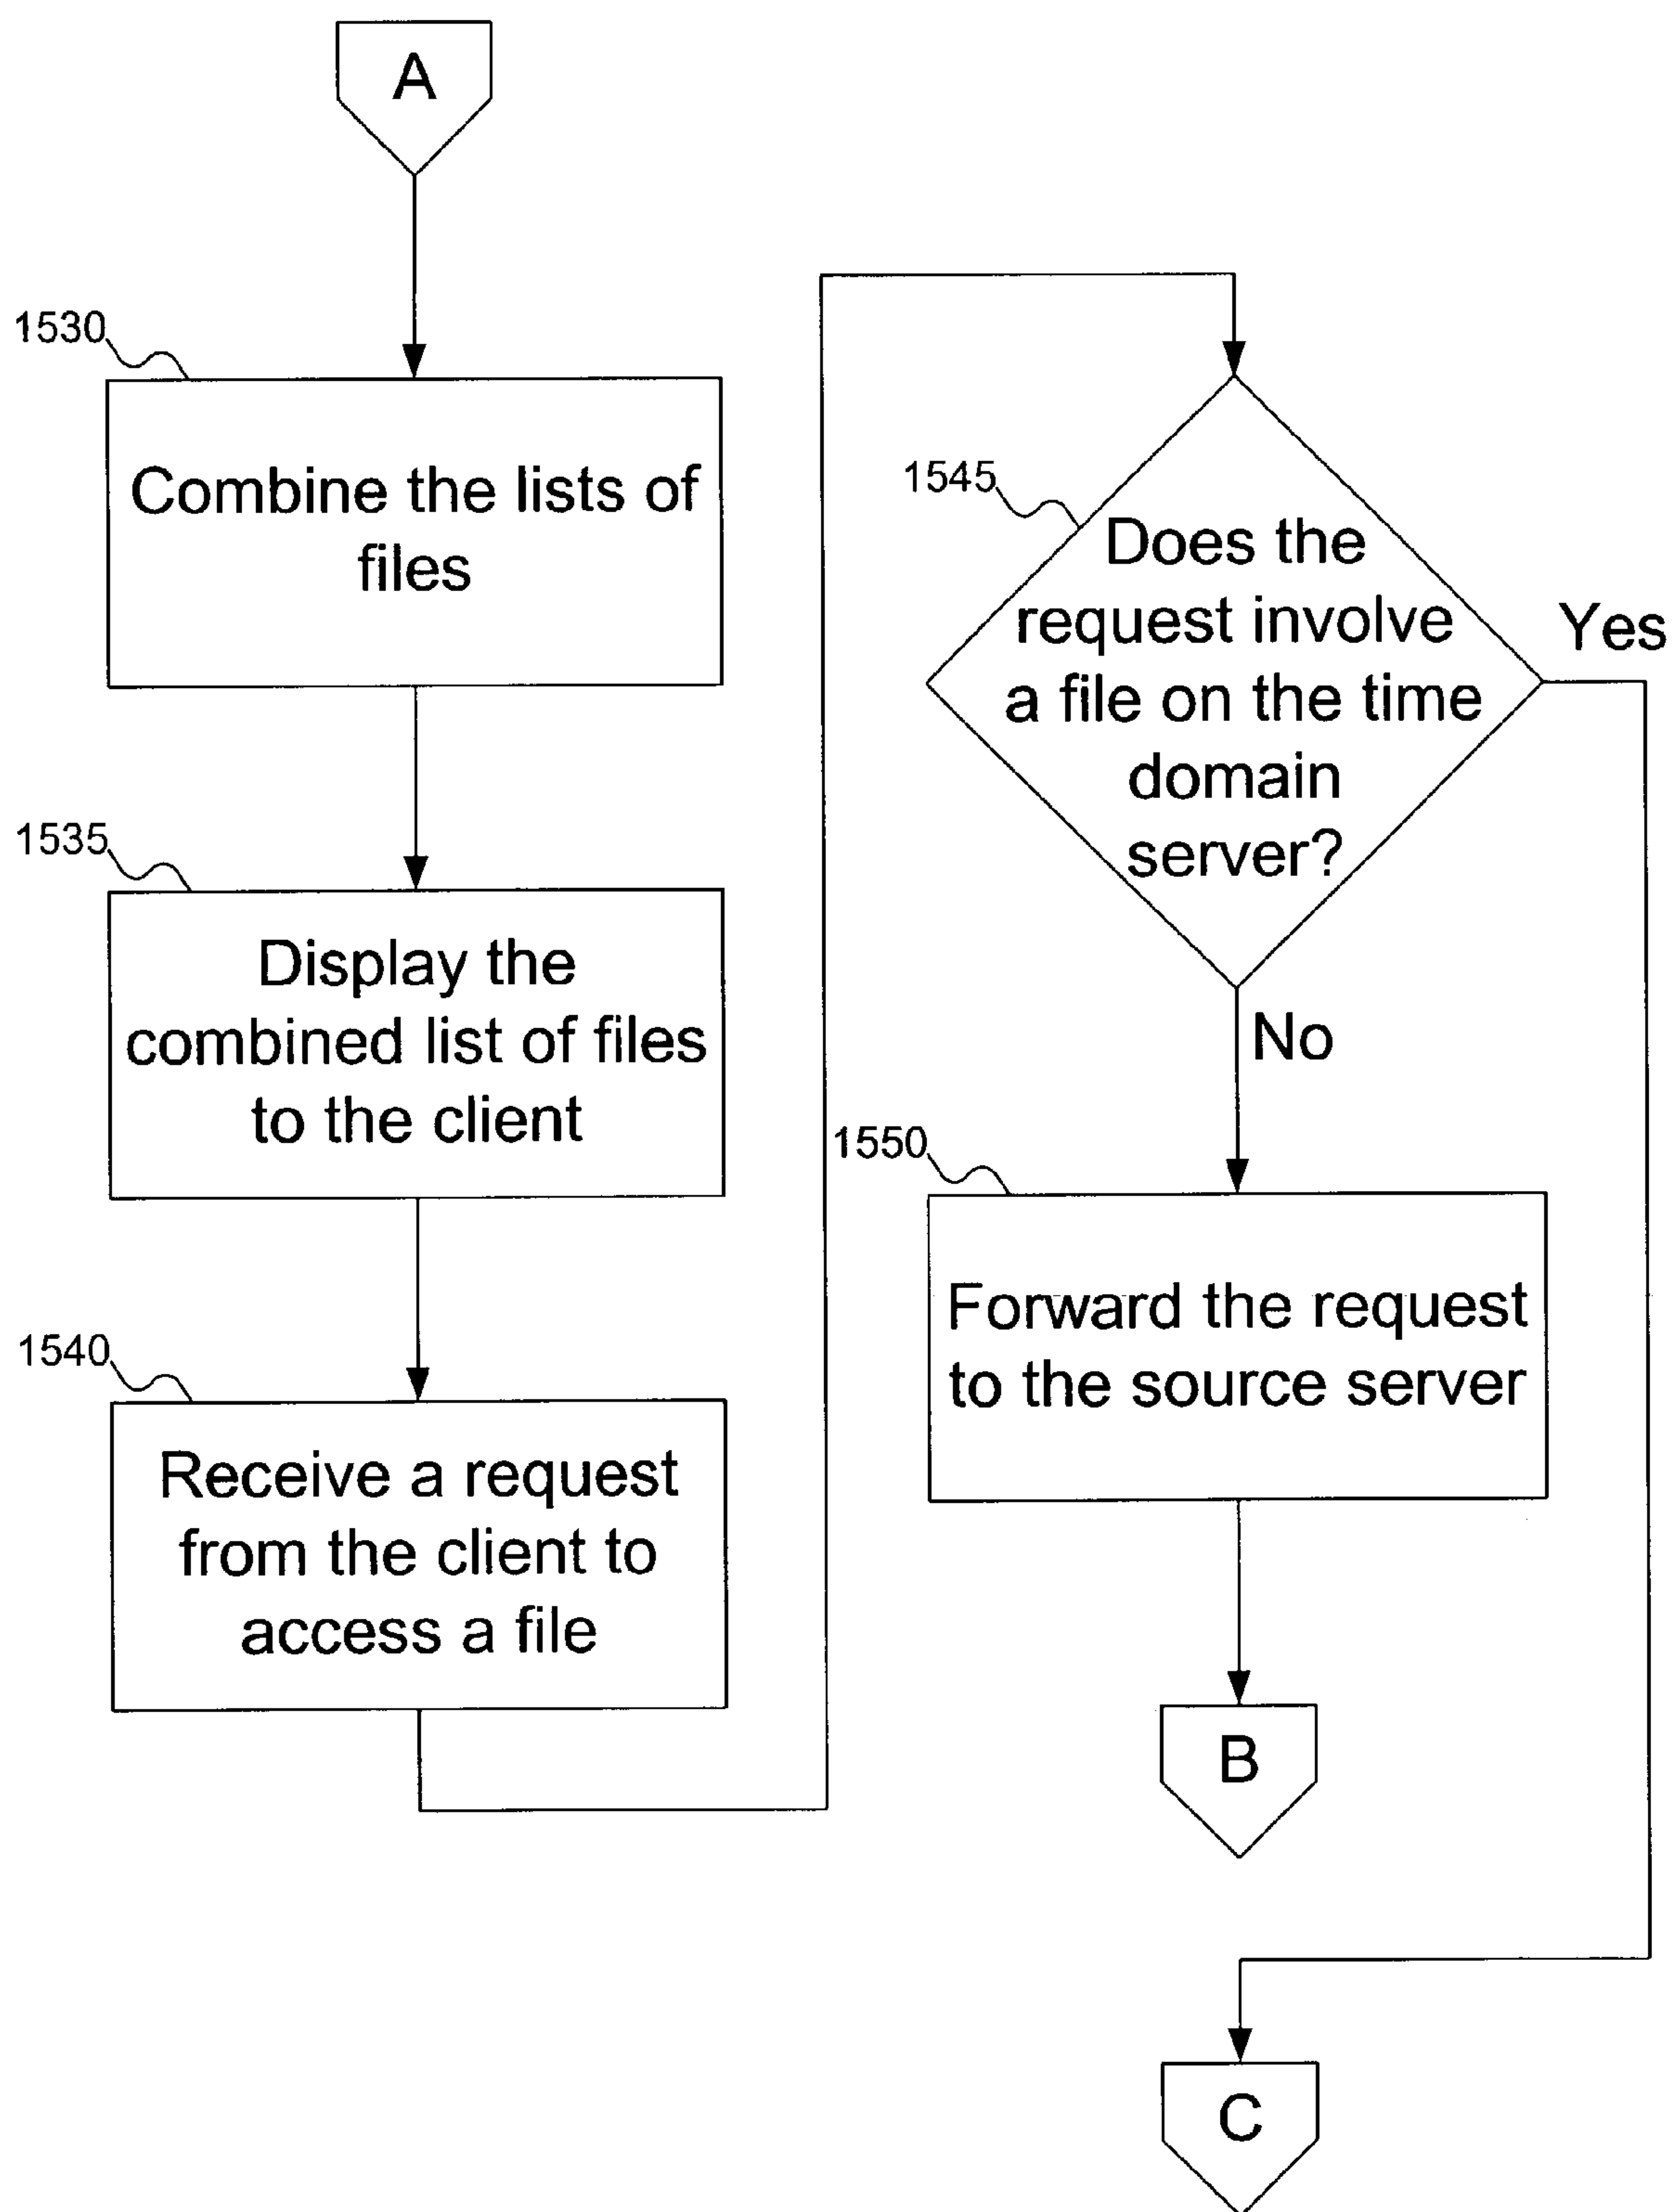 A
1530
Combine the lists of
files
1535
Display the
combined list of files
to the client
1540
Receive a request
from the client to
access a file
1545
Does the
request involve
a file on the time
domain
server?
Yes
No
1550
Forward the request
to the source server
B
C